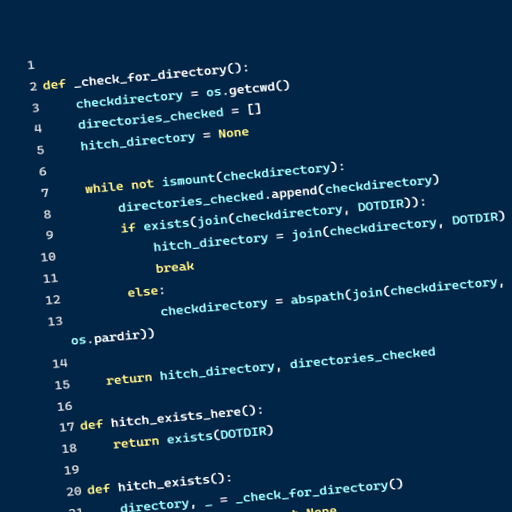 1
2 def _check_for_directory():
3 checkdirectory = os.getcwd()
4 directories_checked = []
5 hitch_directory = None
6
7 while not ismount(checkdirectory):
8 directories_checked.append(checkdirectory)
9 if exists(join(checkdirectory, DOTDIR)):
10 hitch_directory = join(checkdirectory, DOTDIR)
11 break
12 else:
13 checkdirectory = abspath(join(checkdirectory,
os.pardir))
14
15 return hitch_directory, directories_checked
16
17 def hitch_exists_here():
18 return exists(DOTDIR)
19
20 def hitch_exists():
21 directory, _ = _check_for_directory()
None